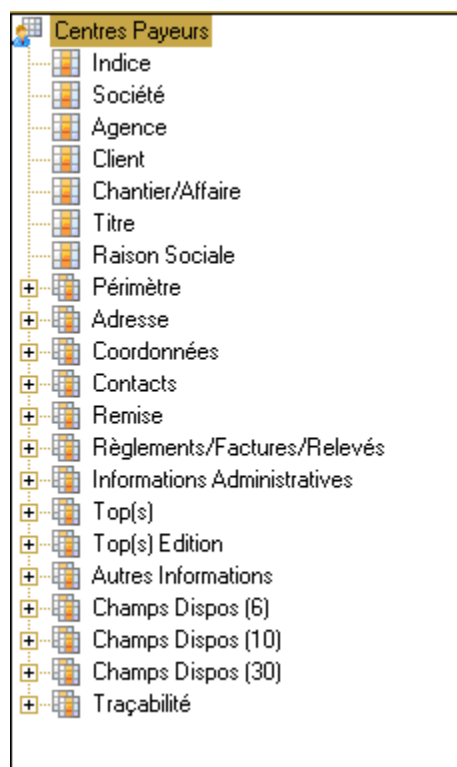 Centres Payeurs
Indice
Société
Agence
Client
Chantier/Affaire
Titre
Raison Sociale
Périmètre
Adresse
Coordonnées
Contacts
Remise
Règlements/Factures/Relevés
Informations Administratives
Top(s)
Top(s) Edition
Autres Informations
Champs Dispos (6)
Champs Dispos (10)
Champs Dispos (30)
Traçabilité